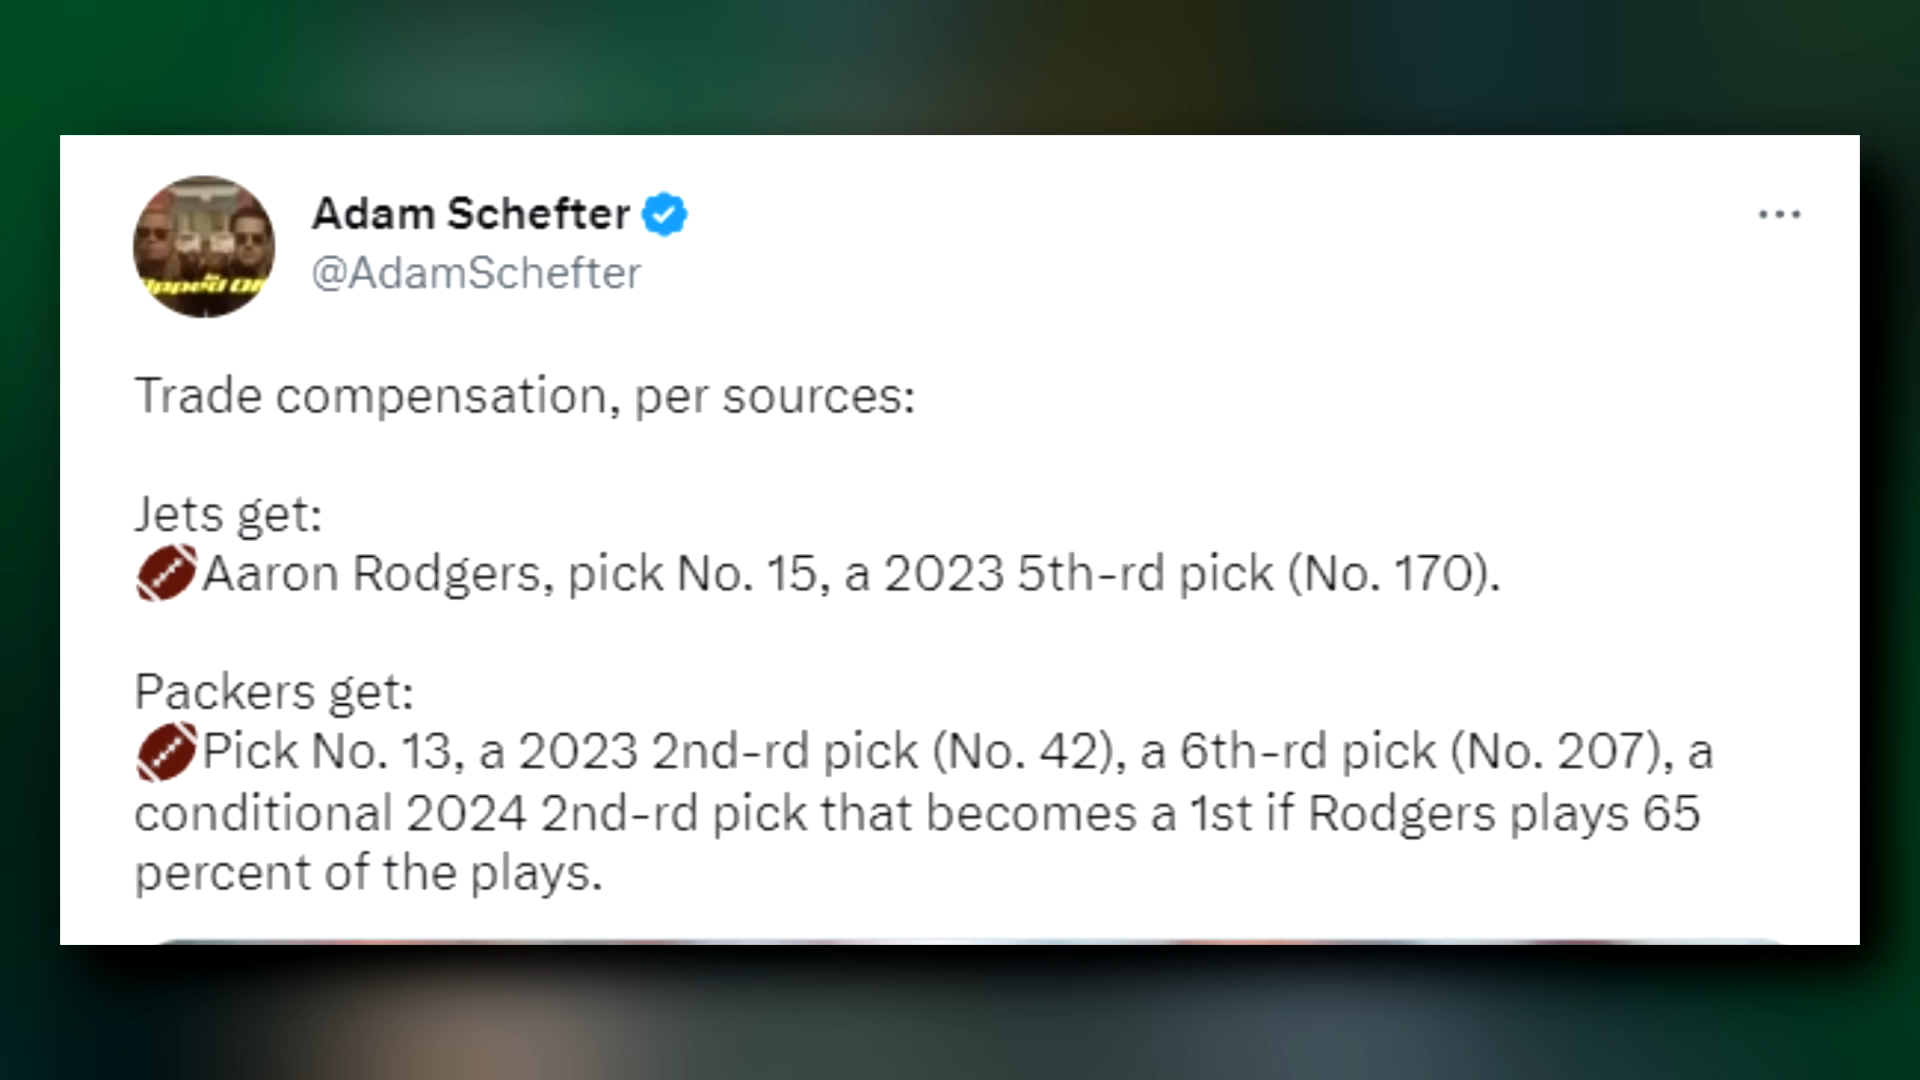 Adam Schefter
@AdamSchefter
Trade compensation, per sources:
Jets get:
🏈Aaron Rodgers, pick No. 15, a 2023 5th-rd pick (No. 170).
Packers get:
🏈Pick No. 13, a 2023 2nd-rd pick (No. 42), a 6th-rd pick (No. 207), a
conditional 2024 2nd-rd pick that becomes a 1st if Rodgers plays 65
percent of the plays.